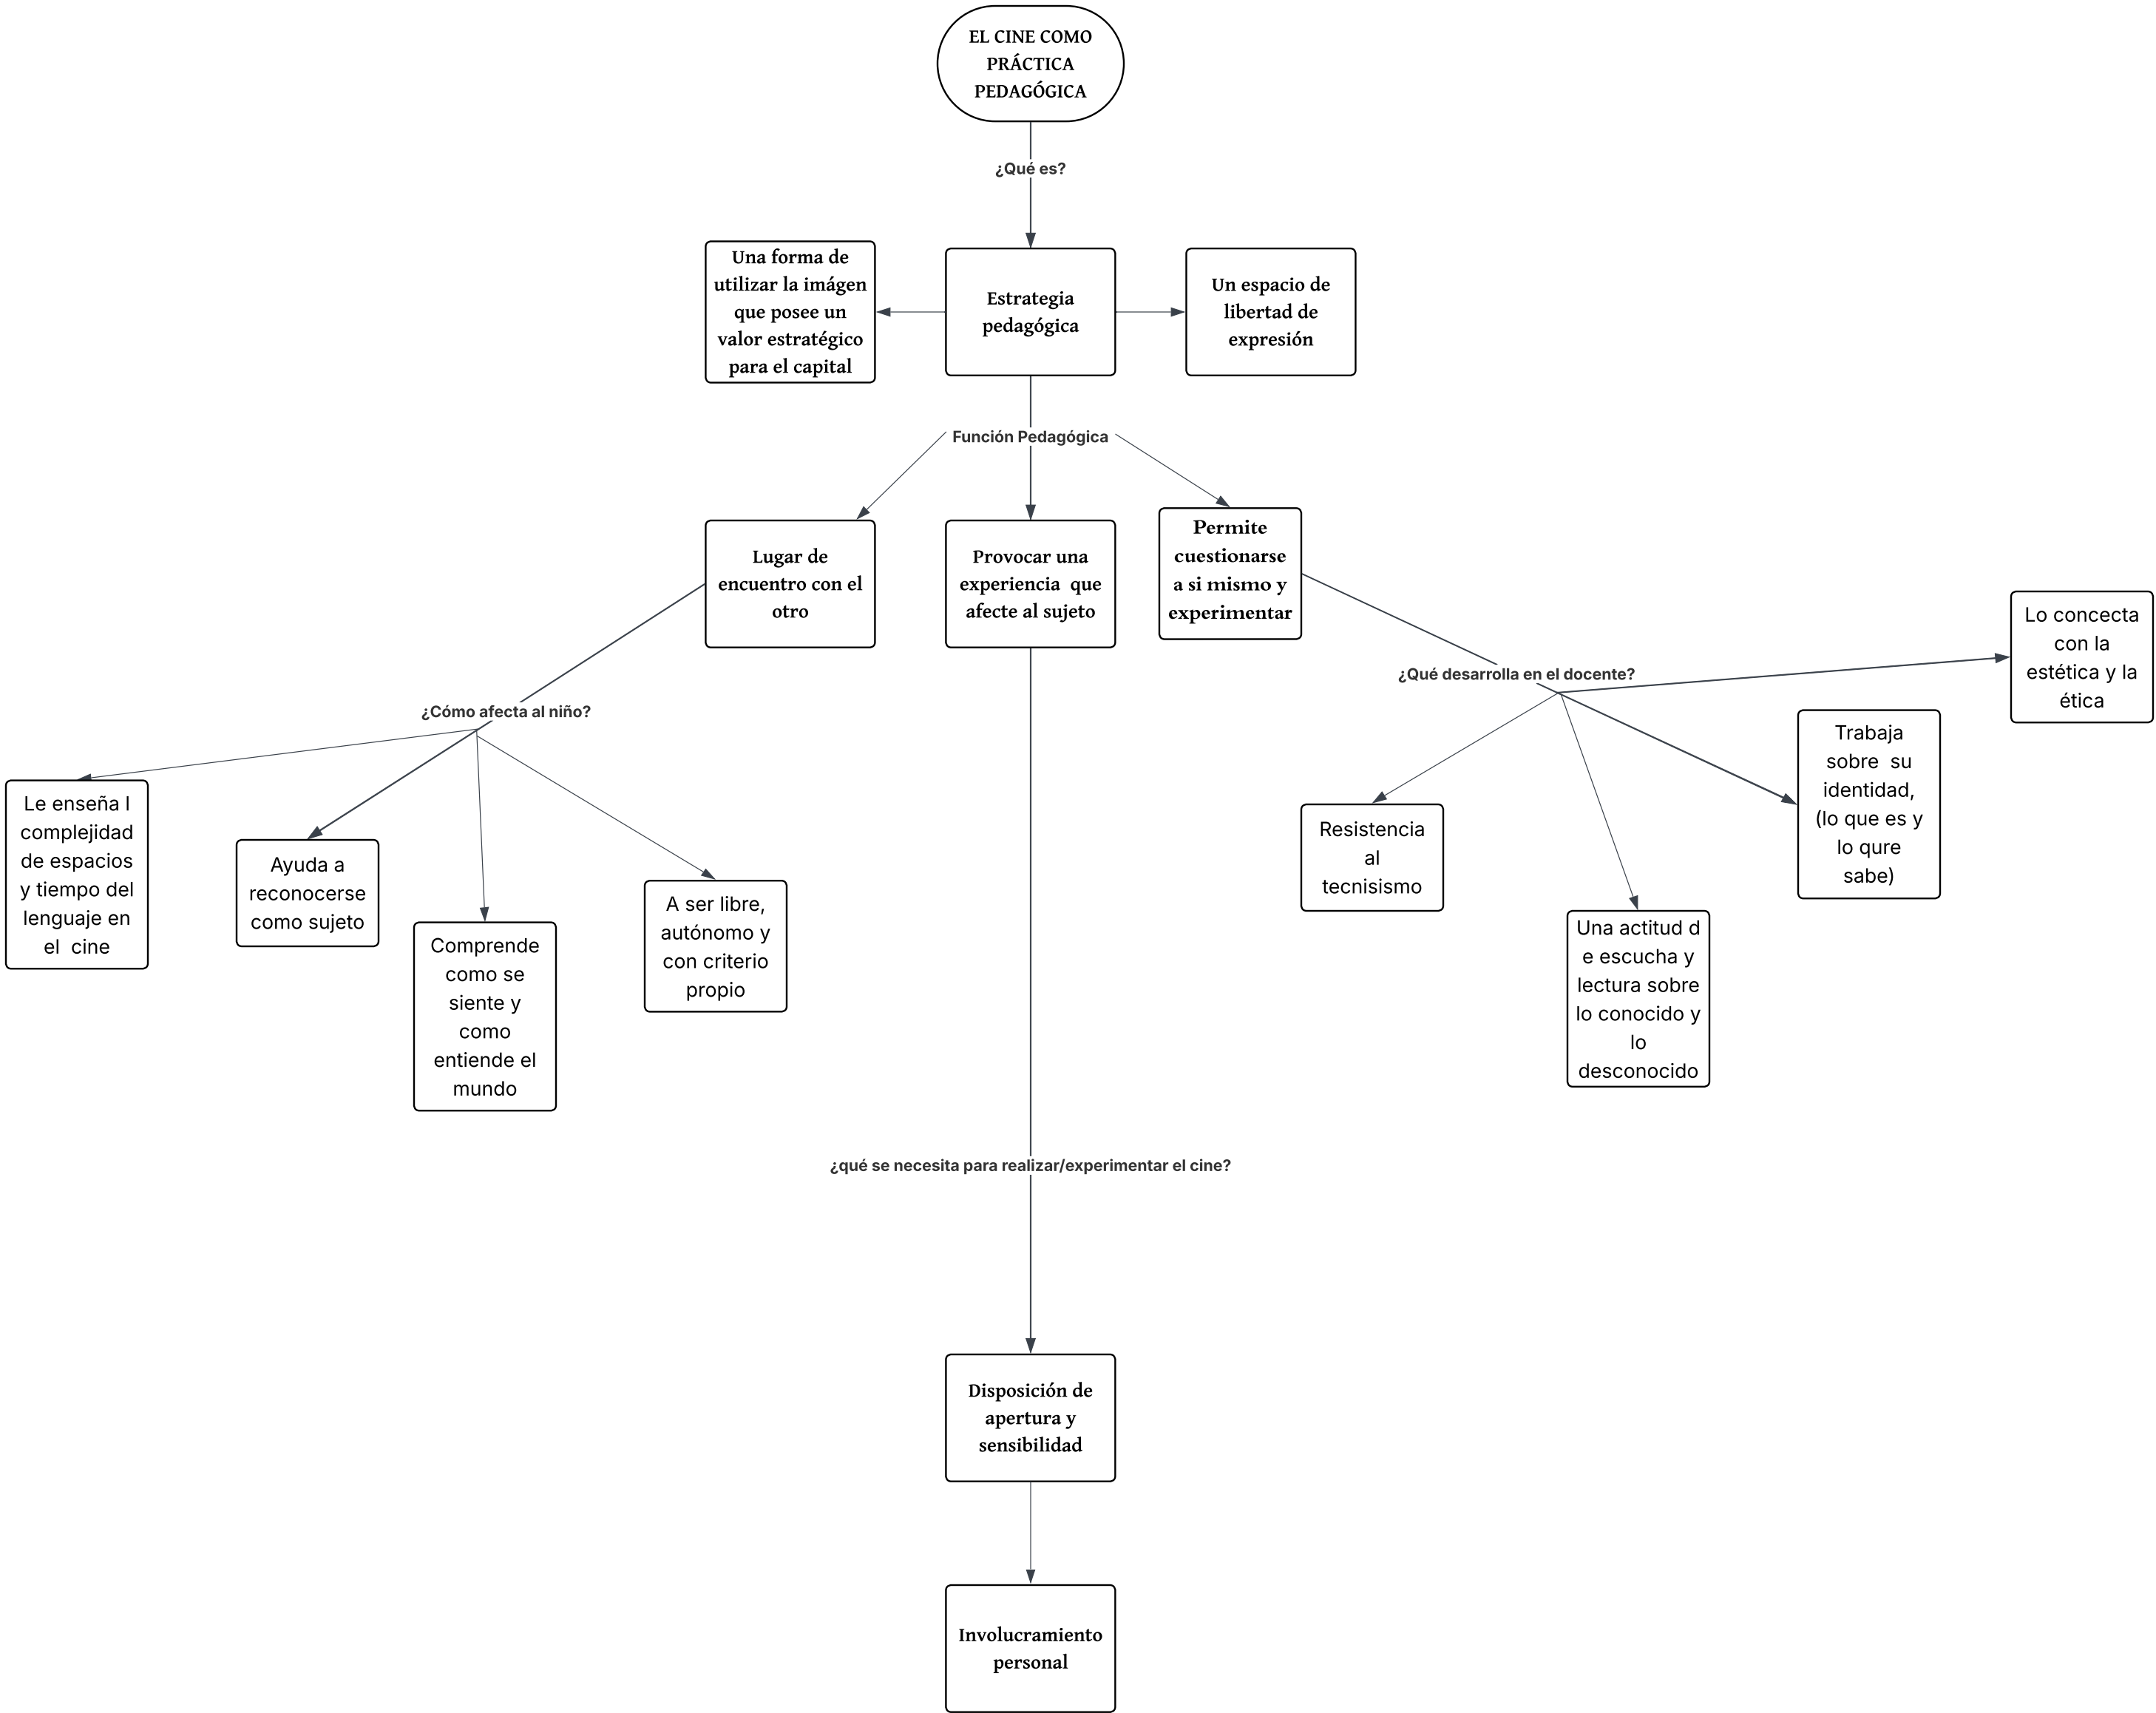 EL CINE COMO
PRÁCTICA
PEDAGÓGICA
¿Qué es?
Una forma de
utilizar la imágen
que posee un
valor estratégico
para el capital
Estrategia
pedagógica
Un espacio de
libertad de
expresión
Función Pedagógica
Lugar de
encuentro con el
otro
Provocar una
experiencia  que
afecte al sujeto
Permite
cuestionarse
a si mismo y
experimentar
¿Cómo afecta al niño?
¿Qué desarrolla en el docente?
Le enseña l
complejidad
de espacios
y tiempo del
lenguaje en
el  cine
Ayuda a
reconocerse
como sujeto
Comprende
como se
siente y
como
entiende el
mundo
A ser libre,
autónomo y
con criterio
propio
Resistencia
al
tecnisismo
Una actitud d
e escucha y
lectura sobre
lo conocido y
lo
desconocido
Trabaja
sobre  su
identidad,
(lo que es y
lo qure
sabe)
Lo concecta
con la
estética y la
ética
¿qué se necesita para realizar/experimentar el cine?
Disposición de
apertura y
sensibilidad
Involucramiento
personal